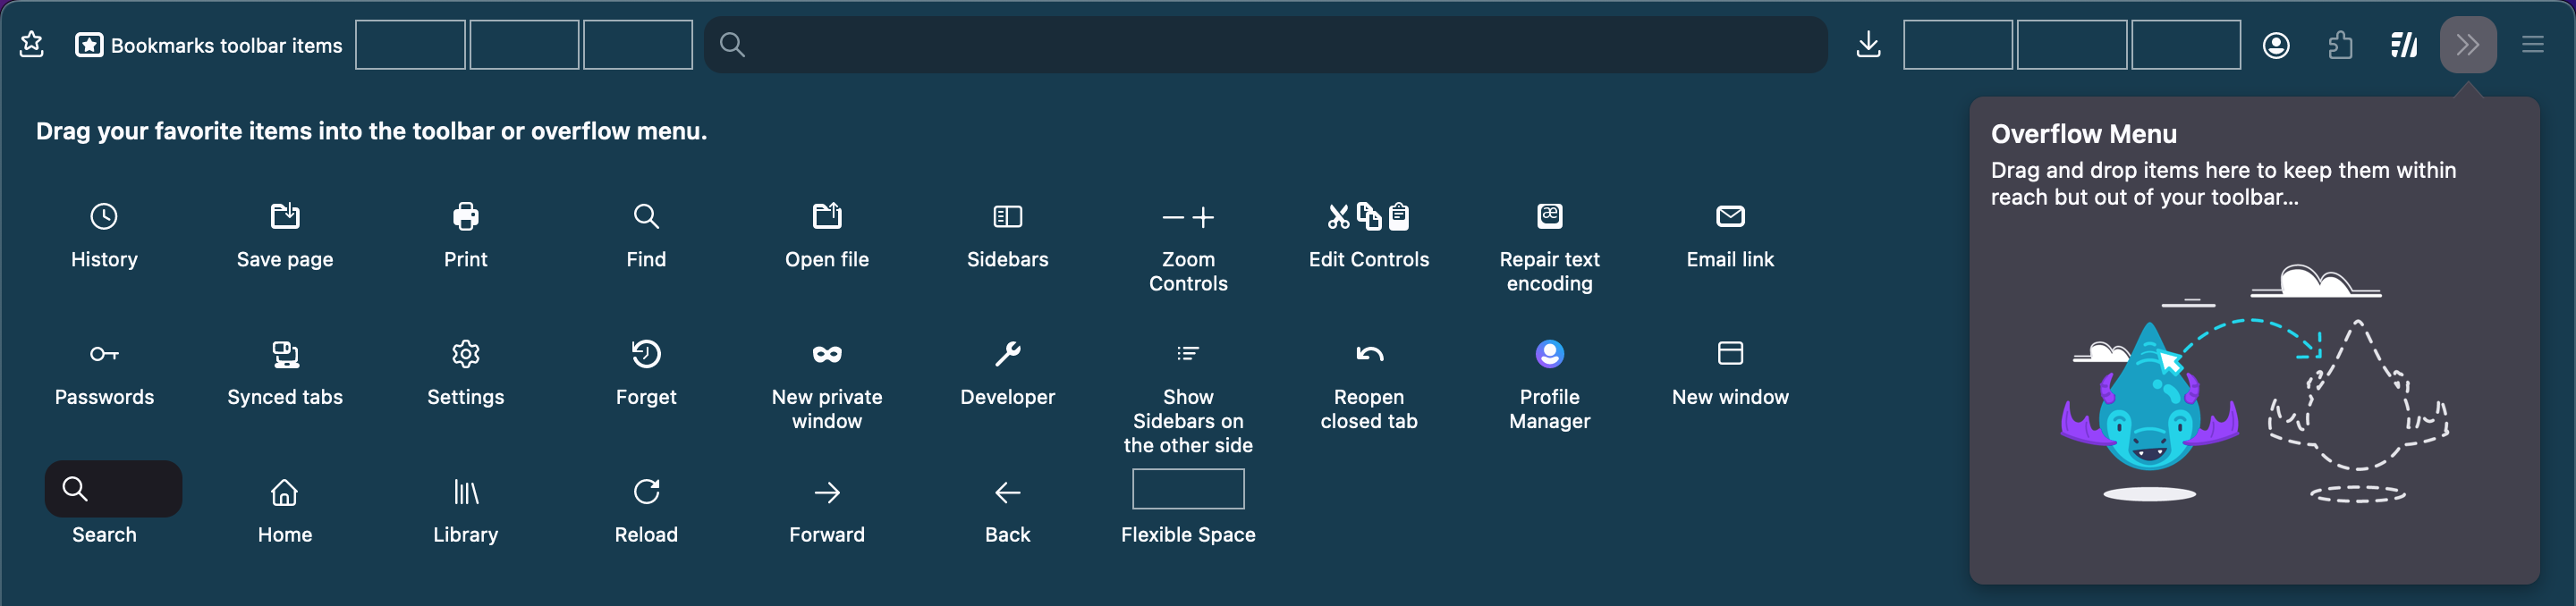 Bookmarks toolbar items
Drag your favorite items into the toolbar or overflow menu.
Overflow Menu
Drag and drop items here to keep them within
reach but out of your toolbar...
History
Save page
Print
Find
Open file
Sidebars
Zoom
Controls
Edit Controls
æ
Repair text
encoding
Email link
Passwords
Synced tabs
Settings
Forget
New private
window
Developer
Show
Sidebars on
the other side
Reopen
closed tab
Profile
Manager
New window
Search
Home
Library
Reload
Forward
Back
Flexible Space